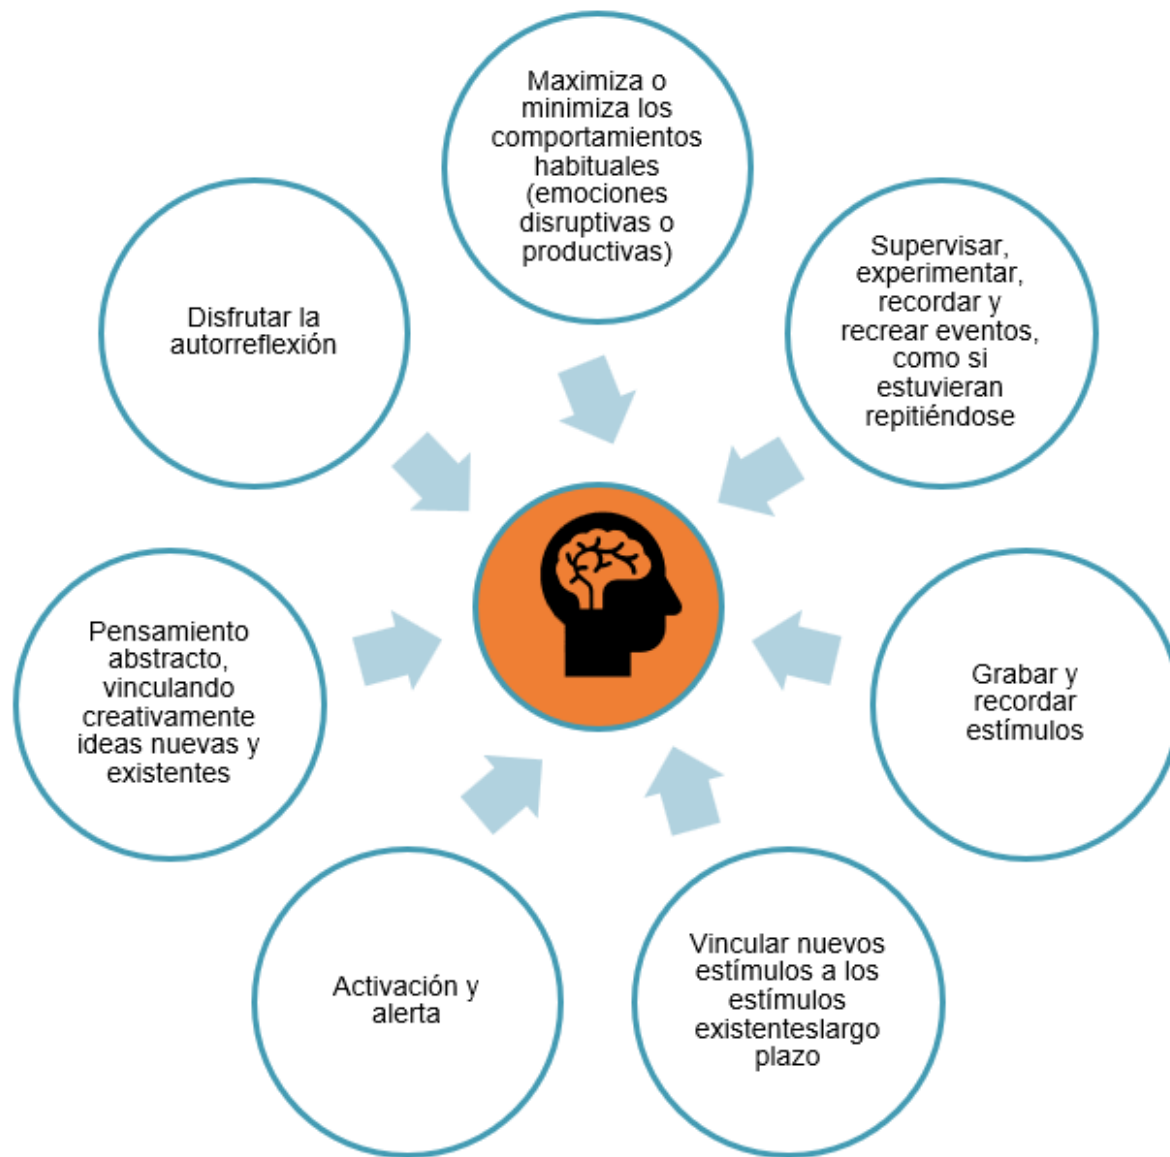 Maximiza o
minimiza los
comportamientos
habituales
(emociones
disruptivas o
productivas)
Supervisar,
experimentar,
recordar y
recrear eventos,
como si
estuvieran
repitiéndose
Grabar y
recordar
estímulos
Vincular nuevos
estímulos a los
estímulos
existenteslargo
plazo
Activación y
alerta
Pensamiento
abstracto,
vinculando
creativamente
ideas nuevas y
existentes
Disfrutar la
autorreflexión